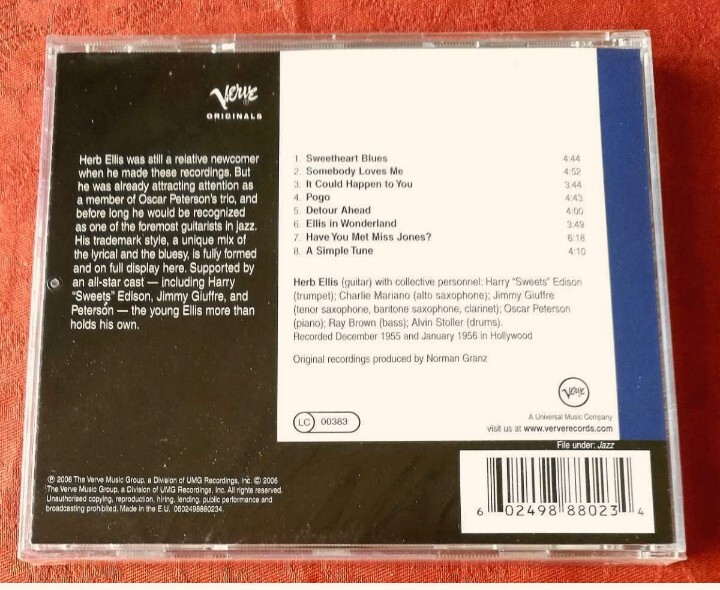 Verve
ORIGINALS
Herb Ellis was still a relative newcomer
when he made these recordings. But
he was already attracting attention as
a member of Oscar Peterson's trio, and
before long he would be recognized
as one of the foremost guitarists in jazz.
His trademark style, a unique mix of
the lyrical and the bluesy, is fully formed
and on full display here. Supported by
an all-star cast — including Harry
"Sweets" Edison, Jimmy Giuffre, and
Peterson — the young Ellis more than
holds his own.
1. Sweetheart Blues 4:44
2. Somebody Loves Me 4:52
3. It Could Happen to You 3:44
4. Pogo 4:43
5. Detour Ahead 4:00
6. Ellis in Wonderland 3:49
7. Have You Met Miss Jones? 6:18
8. A Simple Tune 4:10
Herb Ellis (guitar) with collective personnel: Harry "Sweets" Edison
(trumpet); Charlie Mariano (alto saxophone); Jimmy Giuffre
(tenor saxophone, baritone saxophone, clarinet); Oscar Peterson
(piano); Ray Brown (bass); Alvin Stoller (drums).
Recorded December 1955 and January 1956 in Hollywood
Original recordings produced by Norman Granz
Verve
LC 00383
A Universal Music Company
visit us at www.ververecords.com
File under: Jazz
℗ 2006 The Verve Music Group, a Division of UMG Recordings, Inc. © 2006
The Verve Music Group, a Division of UMG Recordings, Inc. All rights reserved.
Unauthorised copying, reproduction, hiring, lending, public performance and
broadcasting prohibited. Made in the E.U. 0602498880234.
6 02498 88023 4